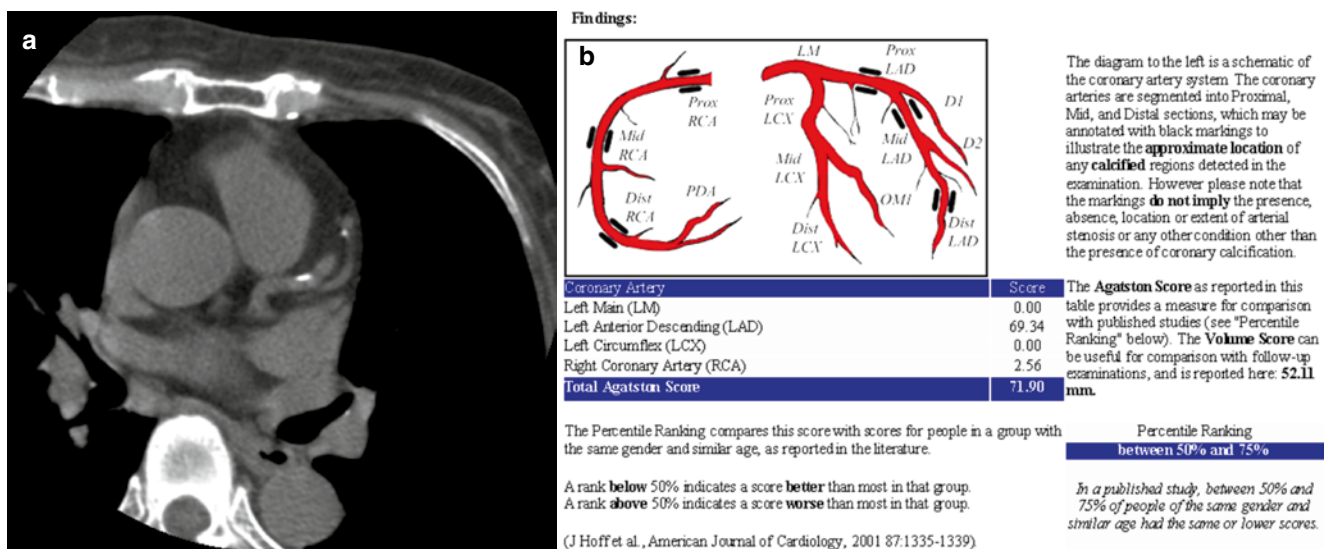 a
Findings:
b
LM
Prox
LAD
Prox
RCA
Prox
LCX
D1
Mid
RCA
Mid
LAD
D2
Mid
LCX
Dist
RCA
PDA
OM1
Dist
LCX
Dist
LAD
The diagram to the left is a schematic of
the coronary artery system. The coronary
arteries are segmented into Proximal,
Mid, and Distal sections, which may be
annotated with black markings to
illustrate the approximate location of
any calcified regions detected in the
examination. However please note that
the markings do not imply the presence,
absence, location or extent of arterial
stenosis or any other condition other than
the presence of coronary calcification.
Coronary Artery Score
Left Main (LM) 0.00
Left Anterior Descending (LAD) 69.34
Left Circumflex (LCX) 0.00
Right Coronary Artery (RCA) 2.56
Total Agatston Score 71.90
The Agatston Score as reported in this
table provides a measure for comparison
with published studies (see "Percentile
Ranking" below). The Volume Score can
be useful for comparison with follow-up
examinations, and is reported here: 52.11
mm.
The Percentile Ranking compares this score with scores for people in a group with
the same gender and similar age, as reported in the literature.
A rank below 50% indicates a score better than most in that group.
A rank above 50% indicates a score worse than most in that group.
(J Hoff et al., American Journal of Cardiology, 2001 87:1335-1339).
Percentile Ranking
between 50% and 75%
In a published study, between 50% and
75% of people of the same gender and
similar age had the same or lower scores.